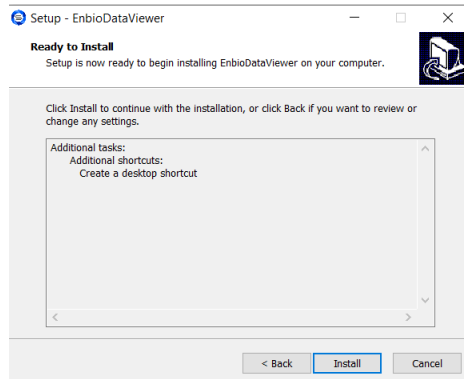 Setup - EnbioDataViewer
Ready to Install
Setup is now ready to begin installing EnbioDataViewer on your computer.
Click Install to continue with the installation, or click Back if you want to review or
change any settings.
Additional tasks:
Additional shortcuts:
Create a desktop shortcut
< Back
Install
Cancel